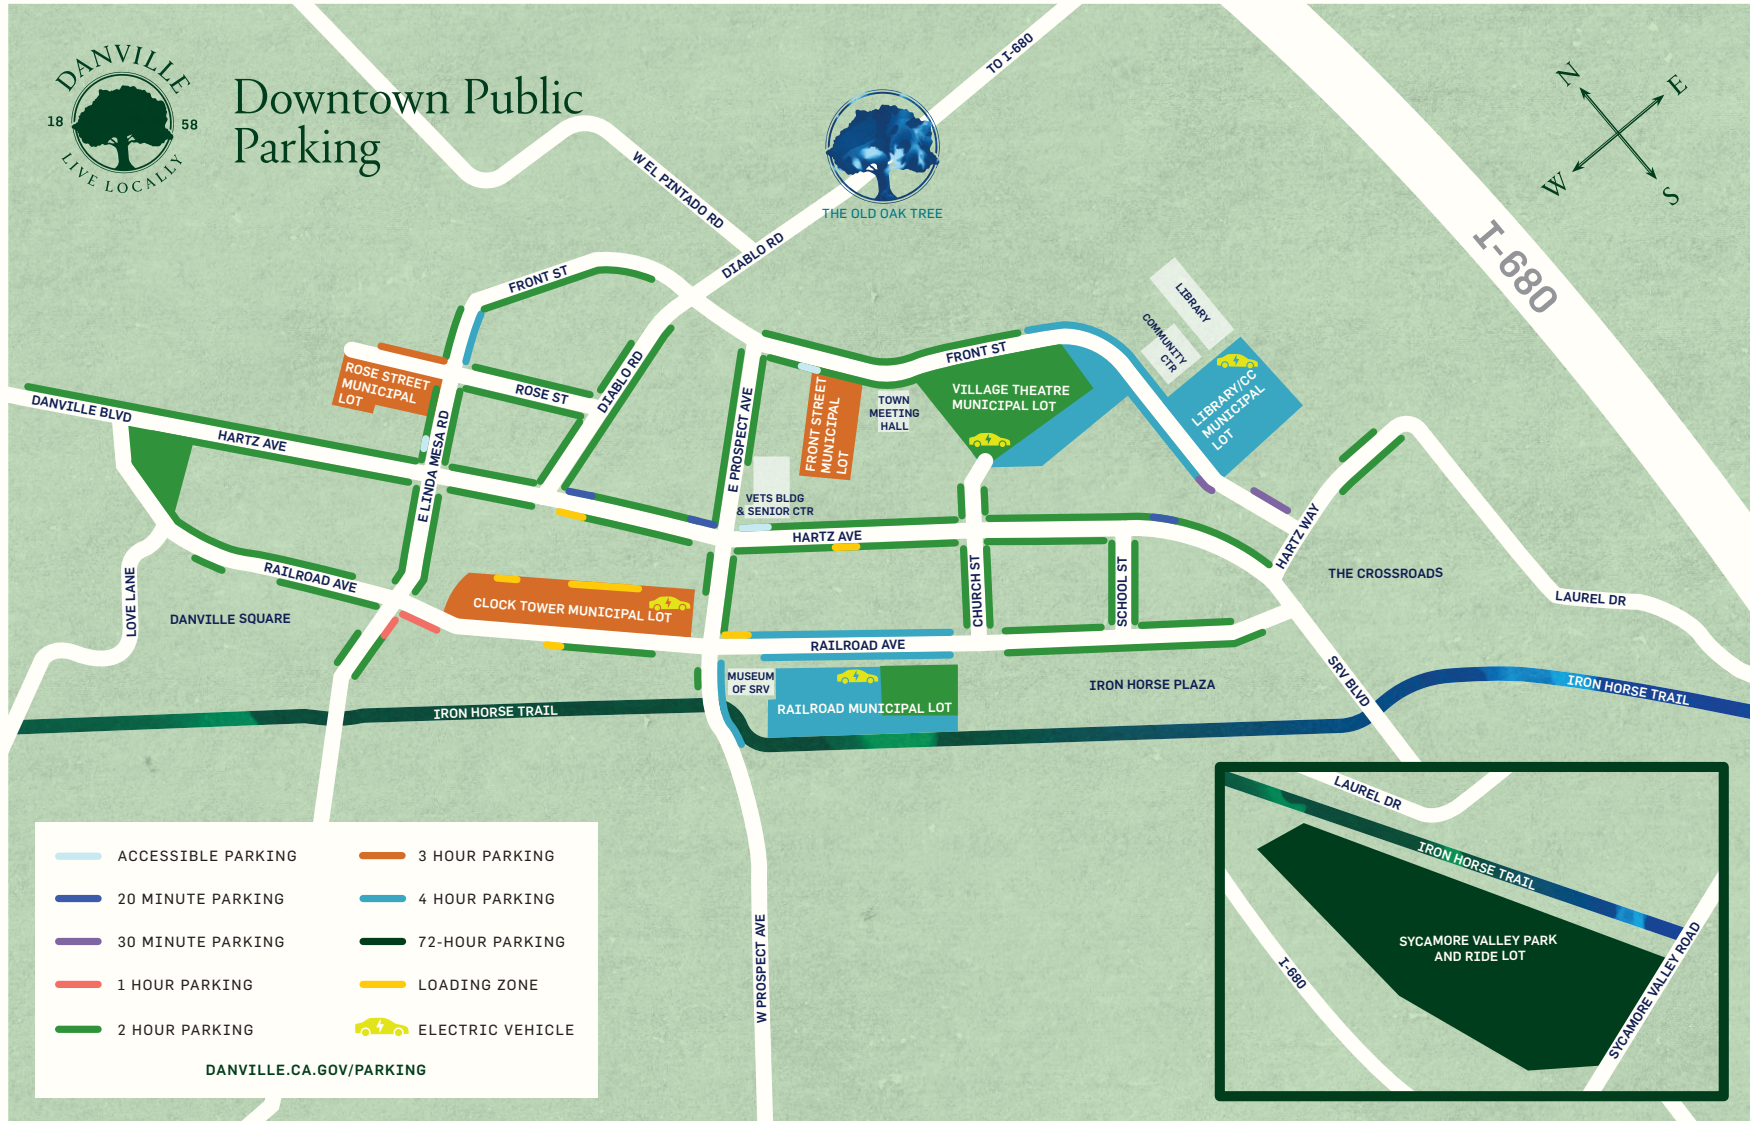 DANVILLE
18 58
LIVE LOCALLY
Downtown Public
Parking
THE OLD OAK TREE
TO I-680
N
E
W
S
I-680
W EL PINTADO RD
DIABLO RD
FRONT ST
LIBRARY
COMMUNITY
CTR
LIBRARY/CC
MUNICIPAL
LOT
ROSE STREET
MUNICIPAL
LOT
ROSE ST
DIABLO RD
FRONT ST
VILLAGE THEATRE
MUNICIPAL LOT
TOWN
MEETING
HALL
FRONT STREET
MUNICIPAL
LOT
E PROSPECT AVE
DANVILLE BLVD
HARTZ AVE
E LINDA MESA RD
VETS BLDG
& SENIOR CTR
HARTZ AVE
HARTZ WAY
THE CROSSROADS
LAUREL DR
RAILROAD AVE
LOVE LANE
DANVILLE SQUARE
CLOCK TOWER MUNICIPAL LOT
CHURCH ST
SCHOOL ST
RAILROAD AVE
MUSEUM
OF SRV
RAILROAD MUNICIPAL LOT
IRON HORSE PLAZA
SRV BLVD
IRON HORSE TRAIL
IRON HORSE TRAIL
W PROSPECT AVE
ACCESSIBLE PARKING
20 MINUTE PARKING
30 MINUTE PARKING
1 HOUR PARKING
2 HOUR PARKING
3 HOUR PARKING
4 HOUR PARKING
72-HOUR PARKING
LOADING ZONE
ELECTRIC VEHICLE
DANVILLE.CA.GOV/PARKING
LAUREL DR
IRON HORSE TRAIL
SYCAMORE VALLEY PARK
AND RIDE LOT
I-680
SYCAMORE VALLEY ROAD